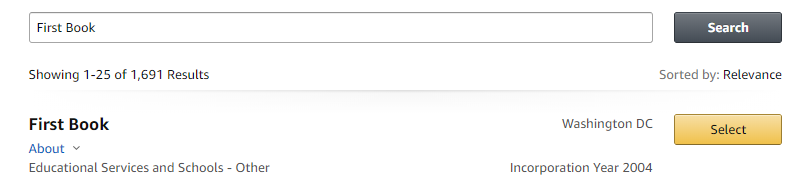 First Book Search
Showing 1-25 of 1,691 Results Sorted by: Relevance
First Book Washington DC Select
About
Educational Services and Schools - Other Incorporation Year 2004